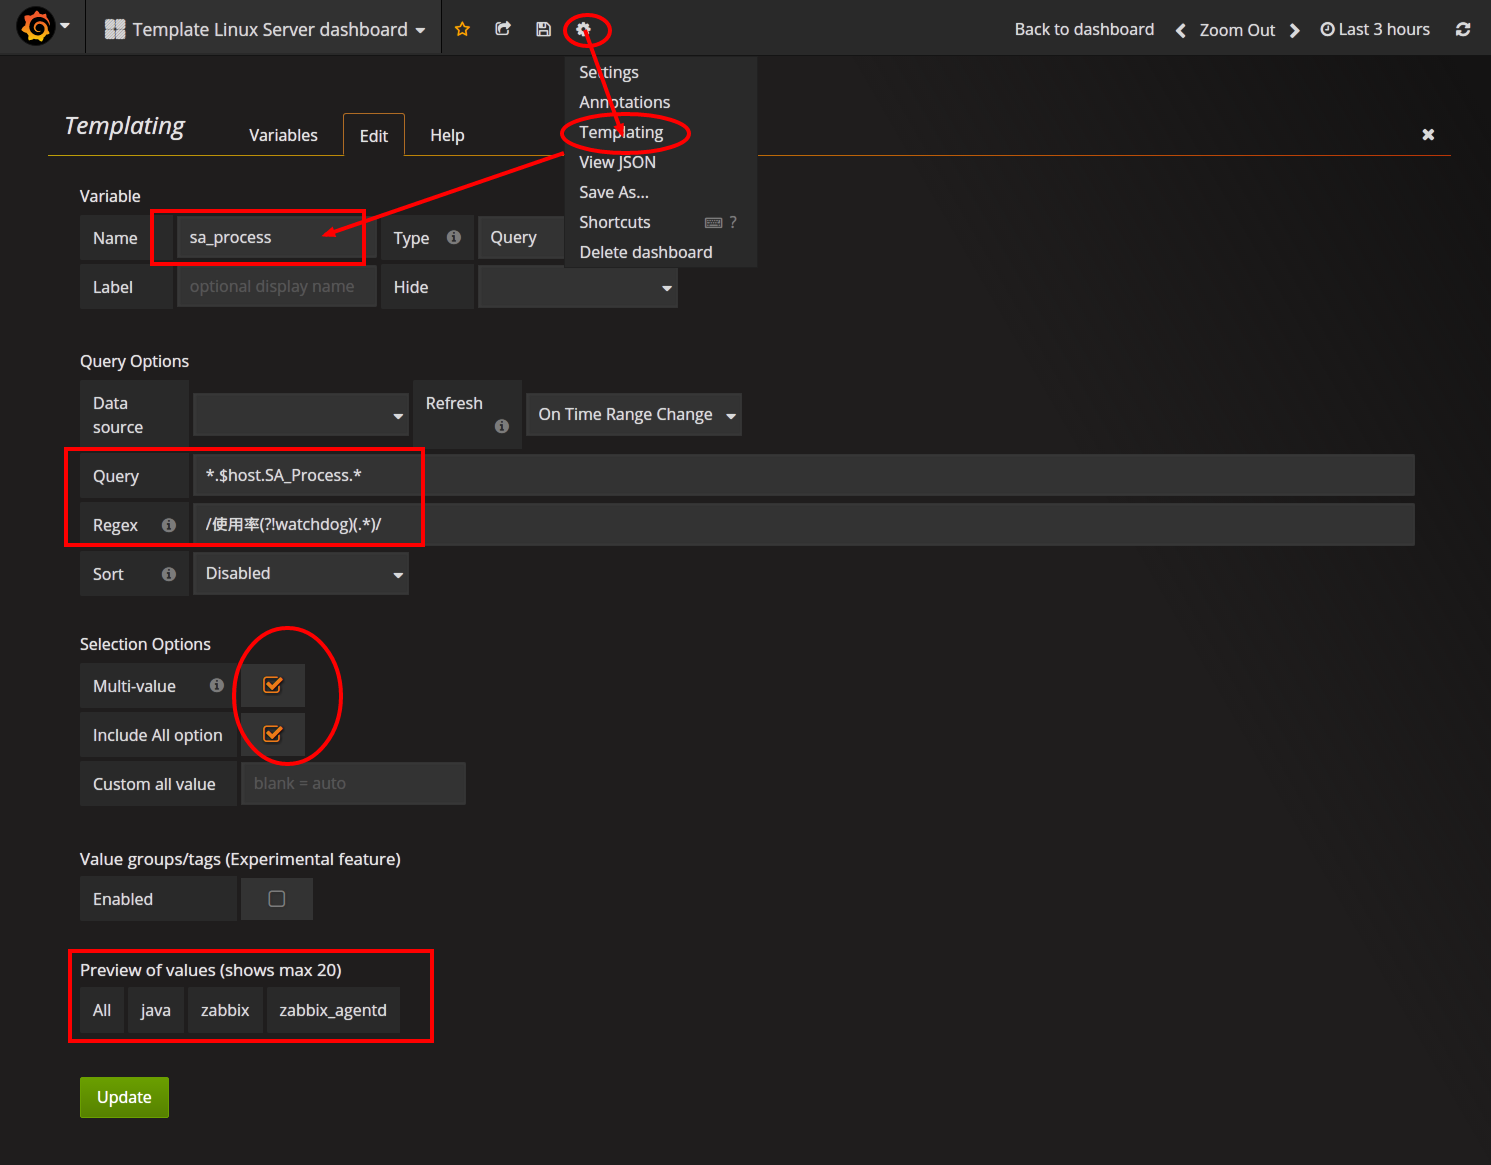 Template Linux Server dashboard
Back to dashboard
Zoom Out
Last 3 hours
Settings
Annotations
Templating
View JSON
Save As...
Shortcuts ?
Delete dashboard
Templating
Variables
Edit
Help
Variable
Name sa_process Type Query
Label optional display name Hide
Query Options
Data source
Refresh
On Time Range Change
Query *.$host.SA_Process.*
Regex /使用率(?!watchdog)(.*)/
Sort Disabled
Selection Options
Multi-value
Include All option
Custom all value blank = auto
Value groups/tags (Experimental feature)
Enabled
Preview of values (shows max 20)
All java zabbix zabbix_agentd
Update